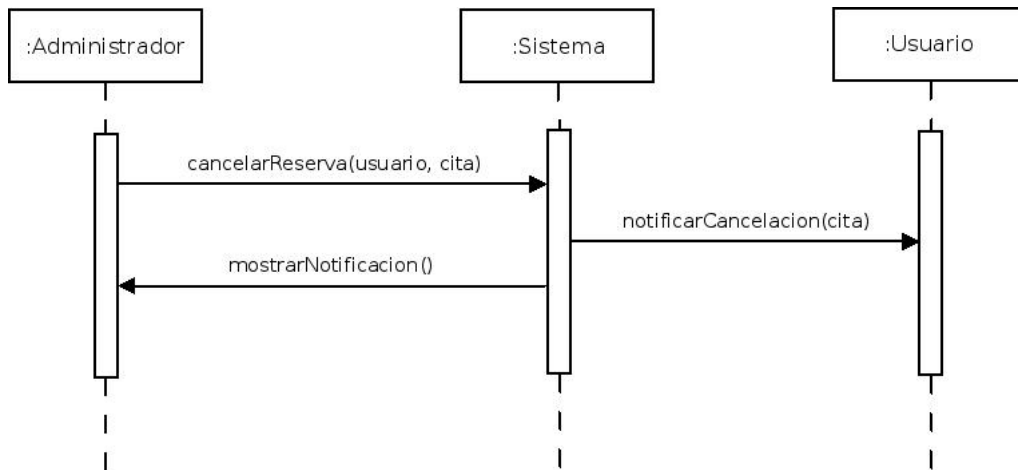 :Administrador
:Sistema
:Usuario
cancelarReserva(usuario, cita)
notificarCancelacion(cita)
mostrarNotificacion()